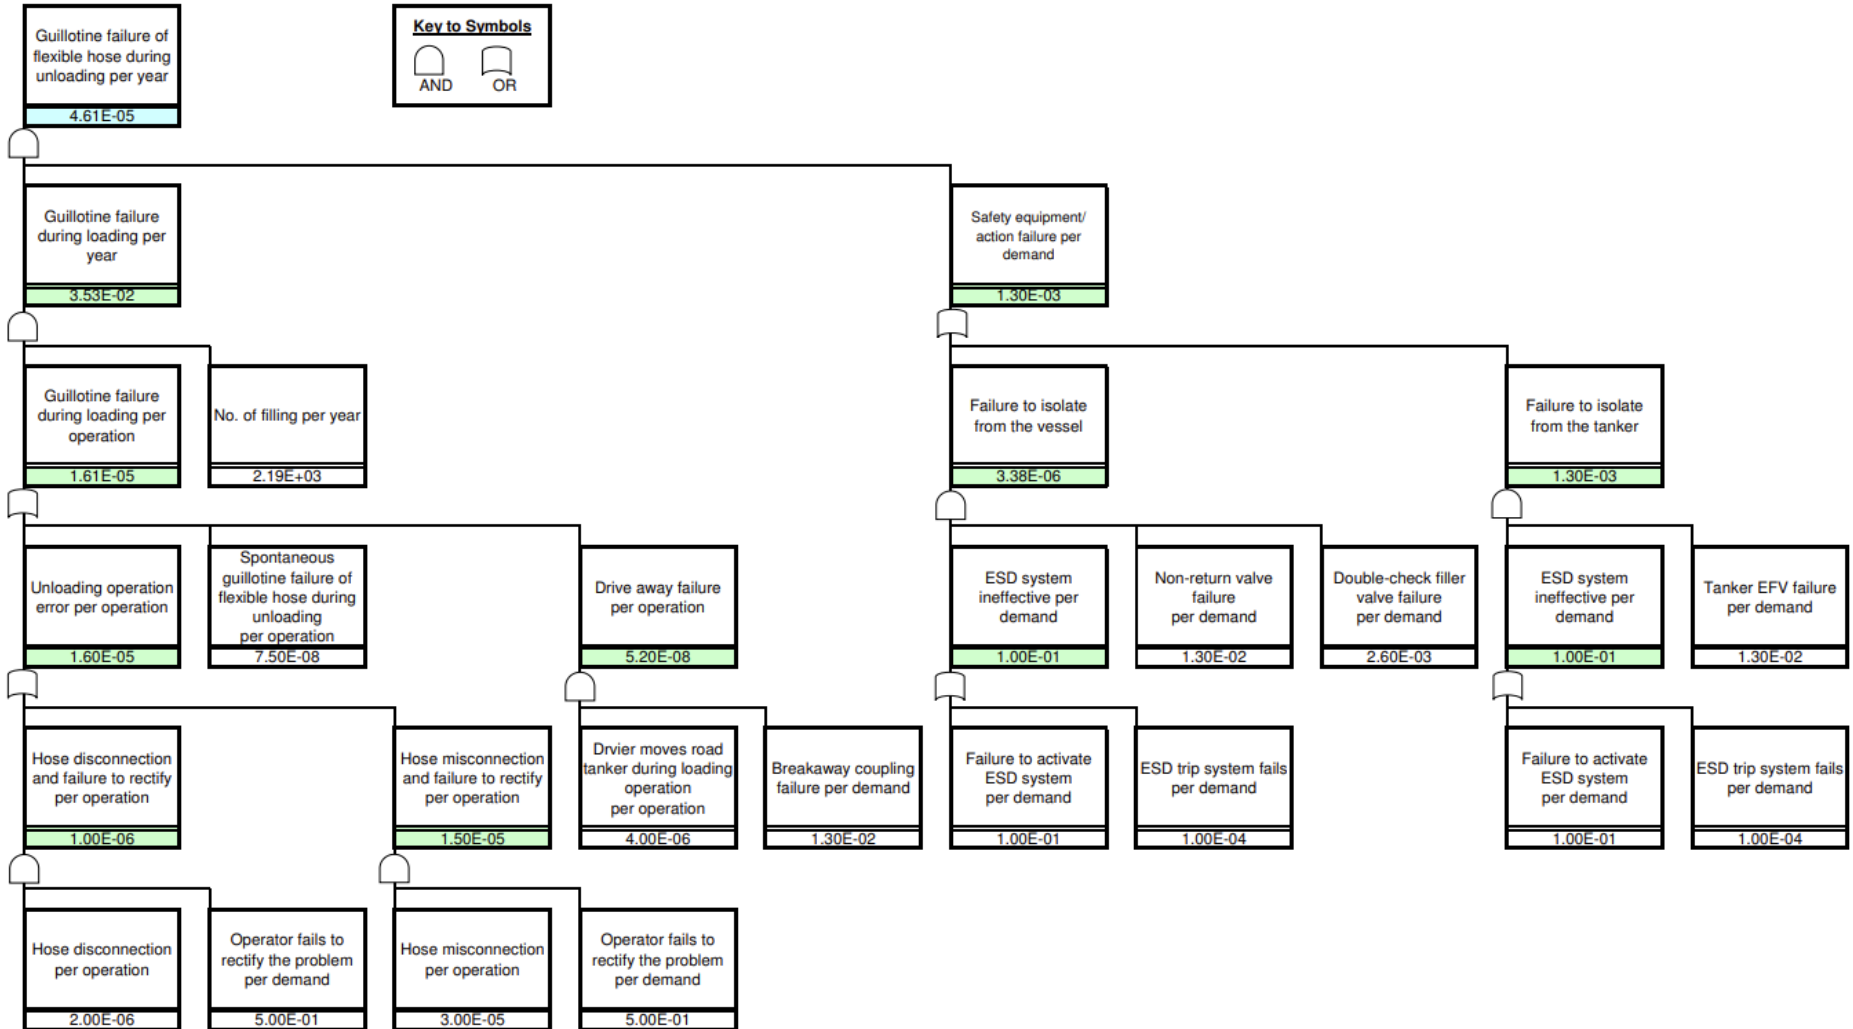 Guillotine failure of
flexible hose during
unloading per year
4.61E-05
Key to Symbols
AND
OR
Guillotine failure
during loading per
year
3.53E-02
Safety equipment/
action failure per
demand
1.30E-03
Guillotine failure
during loading per
operation
1.61E-05
No. of filling per year
2.19E+03
Failure to isolate
from the vessel
3.38E-06
Failure to isolate
from the tanker
1.30E-03
Unloading operation
error per operation
1.60E-05
Spontaneous
guillotine failure of
flexible hose during
unloading
per operation
7.50E-08
Drive away failure
per operation
5.20E-08
ESD system
ineffective per
demand
1.00E-01
Non-return valve
failure
per demand
1.30E-02
Double-check filler
valve failure
per demand
2.60E-03
ESD system
ineffective per
demand
1.00E-01
Tanker EFV failure
per demand
1.30E-02
Hose disconnection
and failure to rectify
per operation
1.00E-06
Hose misconnection
and failure to rectify
per operation
1.50E-05
Drvier moves road
tanker during loading
operation
per operation
4.00E-06
Breakaway coupling
failure per demand
1.30E-02
Failure to activate
ESD system
per demand
1.00E-01
ESD trip system fails
per demand
1.00E-04
Failure to activate
ESD system
per demand
1.00E-01
ESD trip system fails
per demand
1.00E-04
Hose disconnection
per operation
2.00E-06
Operator fails to
rectify the problem
per demand
5.00E-01
Hose misconnection
per operation
3.00E-05
Operator fails to
rectify the problem
per demand
5.00E-01